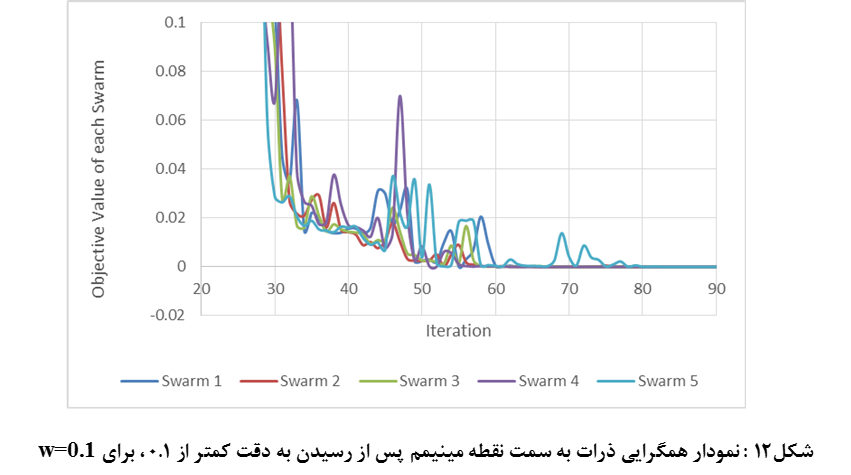 0.1
0.08
0.06
0.04
0.02
0
-0.02
Objective Value of each Swarm
20 30 40 50 60 70 80 90
Iteration
Swarm 1 Swarm 2 Swarm 3 Swarm 4 Swarm 5
شکل۱۲ : نمودار همگرایی ذرات به سمت نقطه مینیمم پس از رسیدن به دقت کمتر از ۰.۱، برای w=0.1